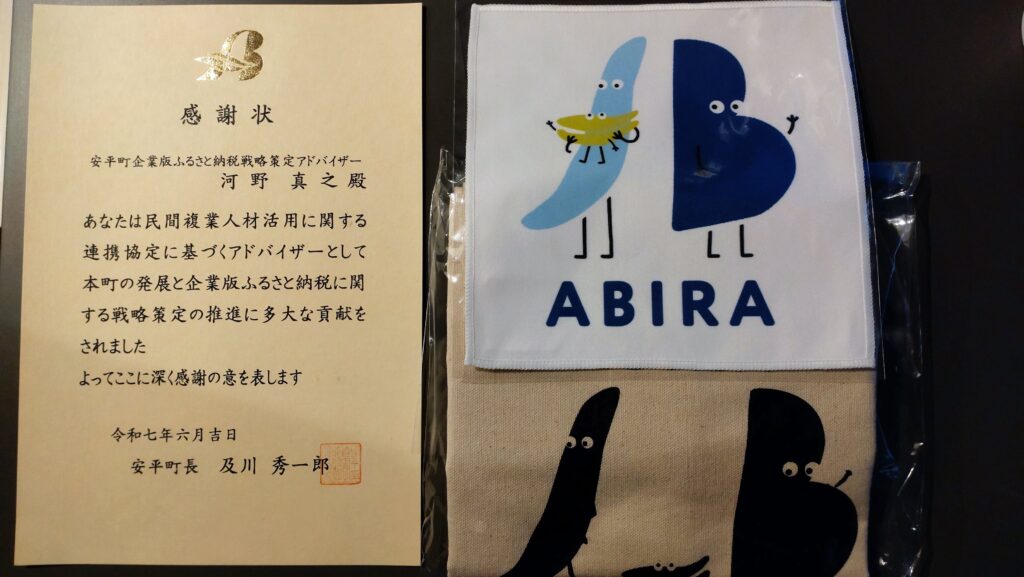 感謝状
安平町企業版ふるさと納税戦略策定アドバイザー
河野 真之殿
あなたは民間複業人材活用に関する
連携協定に基づくアドバイザーとして
本町の発展と企業版ふるさと納税に関
する戦略策定の推進に多大な貢献を
されました
よってここに深く感謝の意を表します
令和七年六月吉日
安平町長 及川 秀一郎
ABIRA